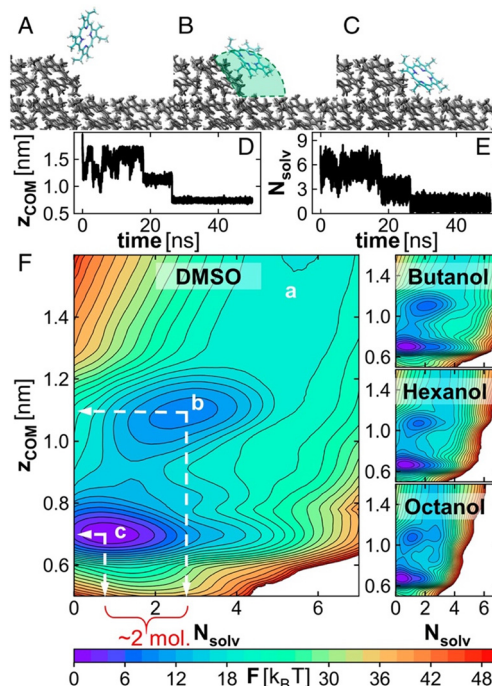 A
B
C
z_COM [nm]
1.5
1.0
0.5
D
0
20
40
time [ns]
N_solv
9
6
3
0
E
0
20
40
time [ns]
F
DMSO
a
b
c
z_COM [nm]
1.4
1.2
1.0
0.8
0.6
0
2
4
6
N_solv
~2 mol.
Butanol
1.4
1.0
0.6
Hexanol
1.4
1.0
0.6
Octanol
1.4
1.0
0.6
0 2 4 6
N_solv
0 6 12 18 24 30 36 42 48
F [k_BT]